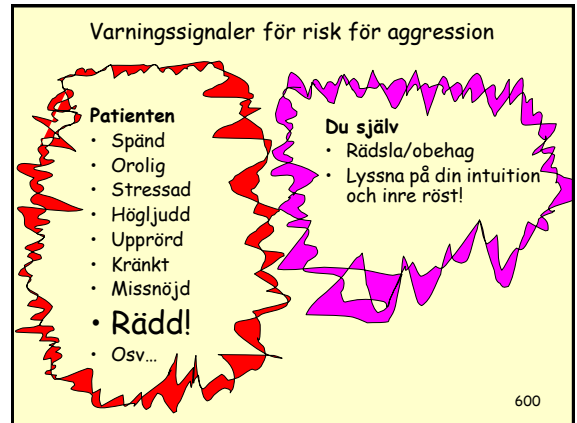 Varningssignaler för risk för aggression
Patienten
• Spänd
• Orolig
• Stressad
• Högljudd
• Upprörd
• Kränkt
• Missnöjd
• Rädd!
• Osv...
Du själv
• Rädsla/obehag
• Lyssna på din intuition
och inre röst!
600